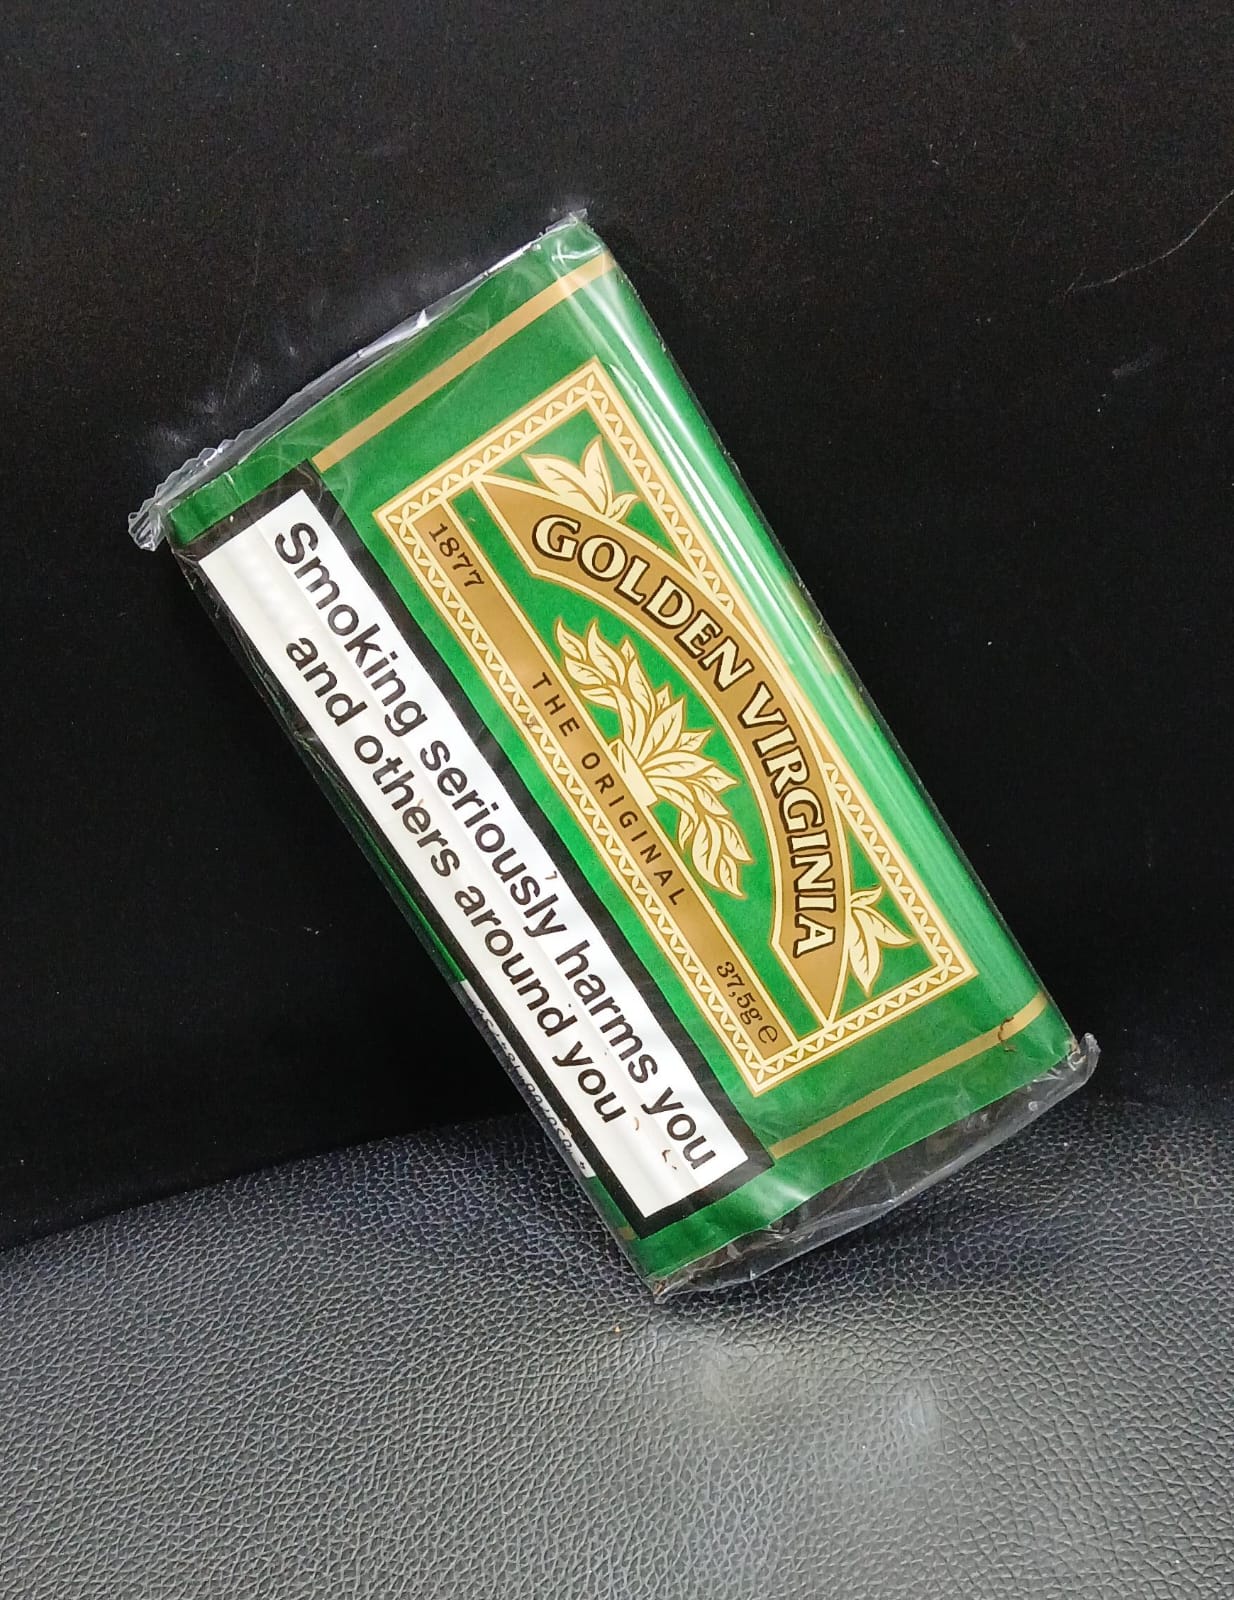 GOLDEN VIRGINIA
1877 THE ORIGINAL 37,5g ℮
Smoking seriously harms you
and others around you